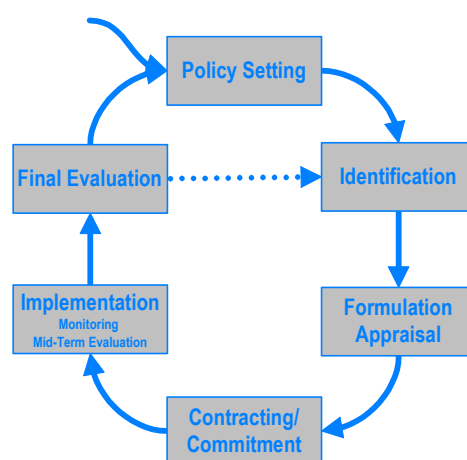 Policy Setting
Final Evaluation
Identification
Implementation
Monitoring
Mid-Term Evaluation
Formulation
Appraisal
Contracting/
Commitment